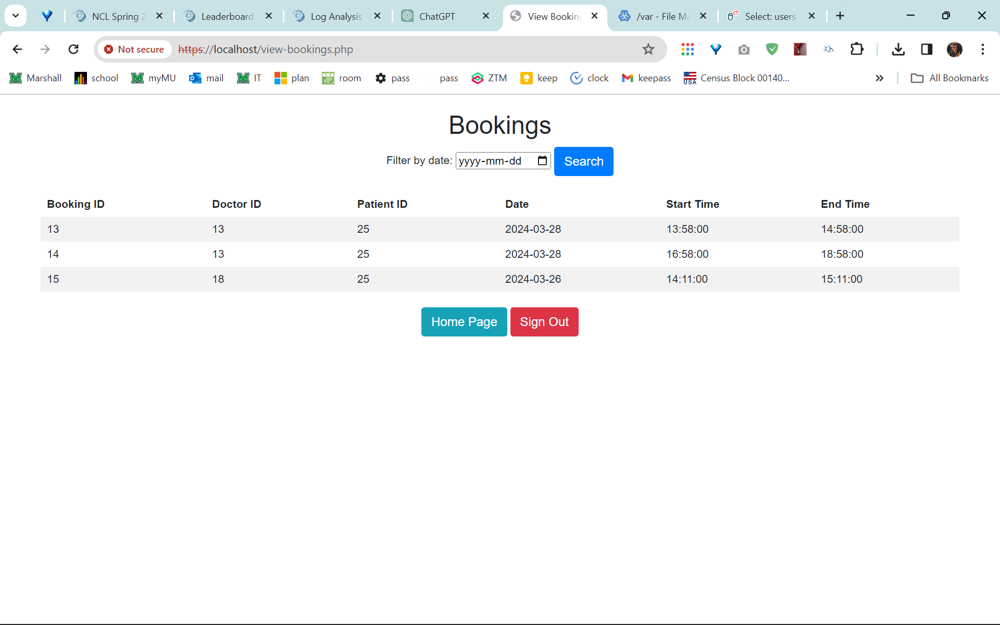 NCL Spring 2
Leaderboard
Log Analysis
ChatGPT
View Bookin
/var - File Ma
Select: users
Not secure
https://localhost/view-bookings.php
Marshall
school
myMU
mail
IT
plan
room
pass
pass
ZTM
keep
clock
keepass
USA
Census Block 00140...
All Bookmarks
Bookings
Filter by date: yyyy-mm-dd Search
Booking ID Doctor ID Patient ID Date Start Time End Time
13 13 25 2024-03-28 13:58:00 14:58:00
14 13 25 2024-03-28 16:58:00 18:58:00
15 18 25 2024-03-26 14:11:00 15:11:00
Home Page Sign Out